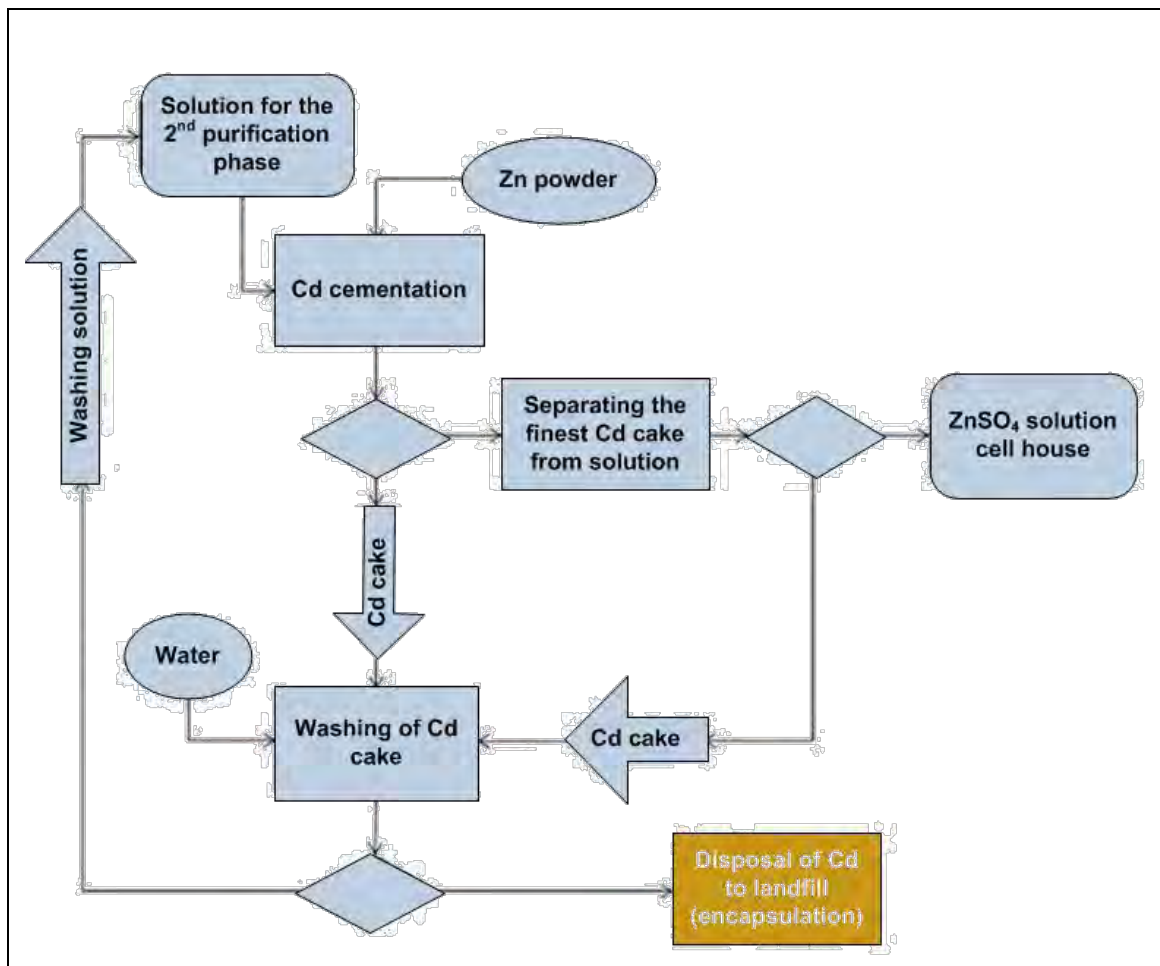 Solution for the
2nd purification
phase
Zn powder
Cd cementation
Washing solution
Separating the
finest Cd cake
from solution
ZnSO₄ solution
cell house
Cd cake
Water
Washing of Cd
cake
Cd cake
Disposal of Cd
to landfill
(encapsulation)